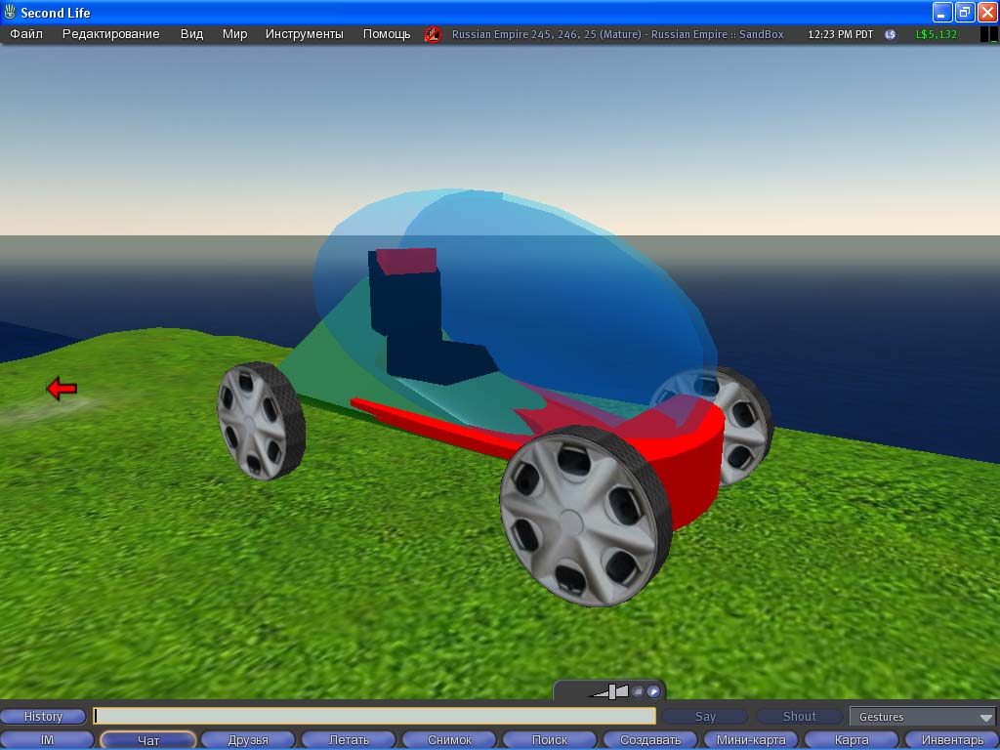 Second Life
Файл Редактирование Вид Мир Инструменты Помощь Russian Empire 245, 246, 25 (Mature) - Russian Empire :: SandBox 12:23 PM PDT L$ L$5,132
History Say Shout Gestures
IM Чат Друзья Летать Снимок Поиск Создавать Мини-карта Карта Инвентарь